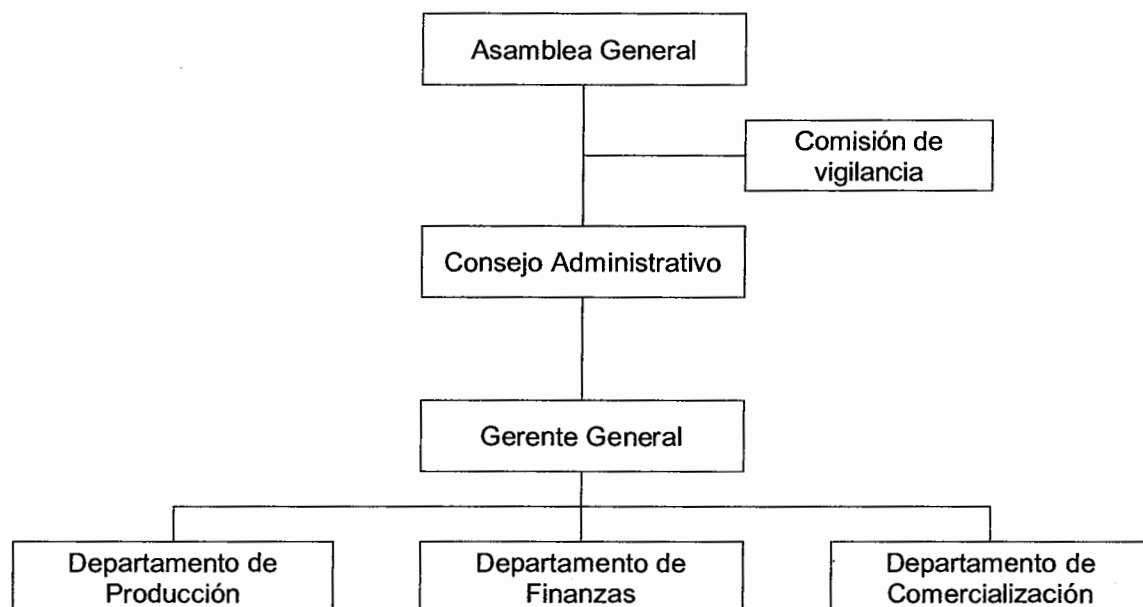 Asamblea General
Comisión de
vigilancia
Consejo Administrativo
Gerente General
Departamento de
Producción
Departamento de
Finanzas
Departamento de
Comercialización